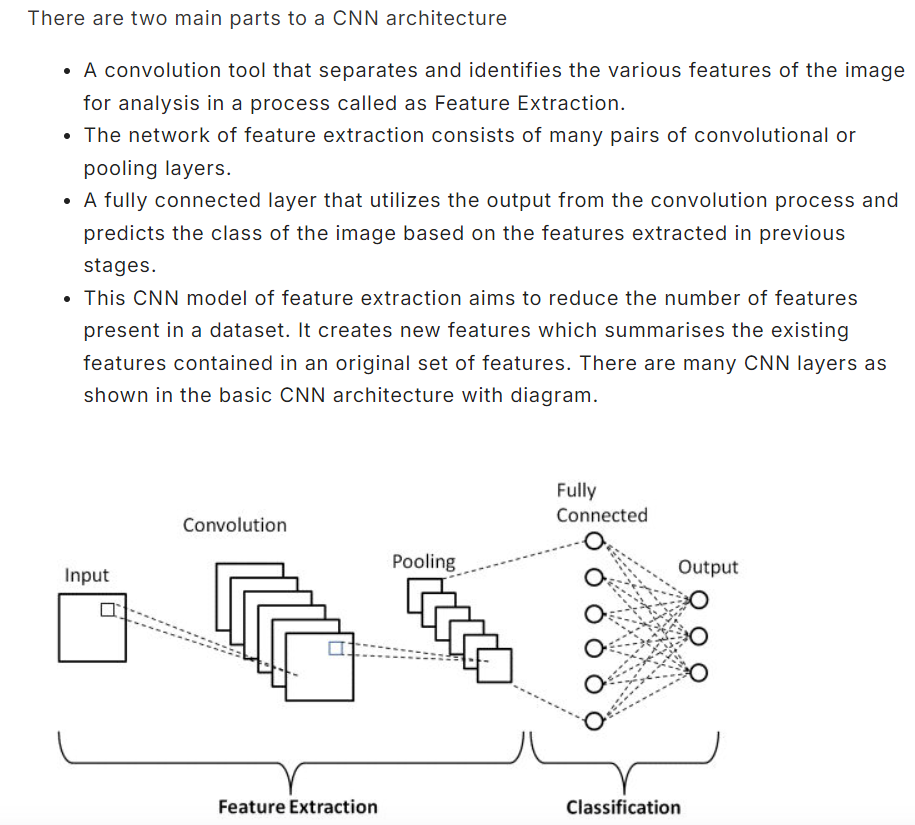 There are two main parts to a CNN architecture
• A convolution tool that separates and identifies the various features of the image
for analysis in a process called as Feature Extraction.
• The network of feature extraction consists of many pairs of convolutional or
pooling layers.
• A fully connected layer that utilizes the output from the convolution process and
predicts the class of the image based on the features extracted in previous
stages.
• This CNN model of feature extraction aims to reduce the number of features
present in a dataset. It creates new features which summarises the existing
features contained in an original set of features. There are many CNN layers as
shown in the basic CNN architecture with diagram.
Fully
Connected
Convolution
Pooling
Output
Input
Feature Extraction
Classification